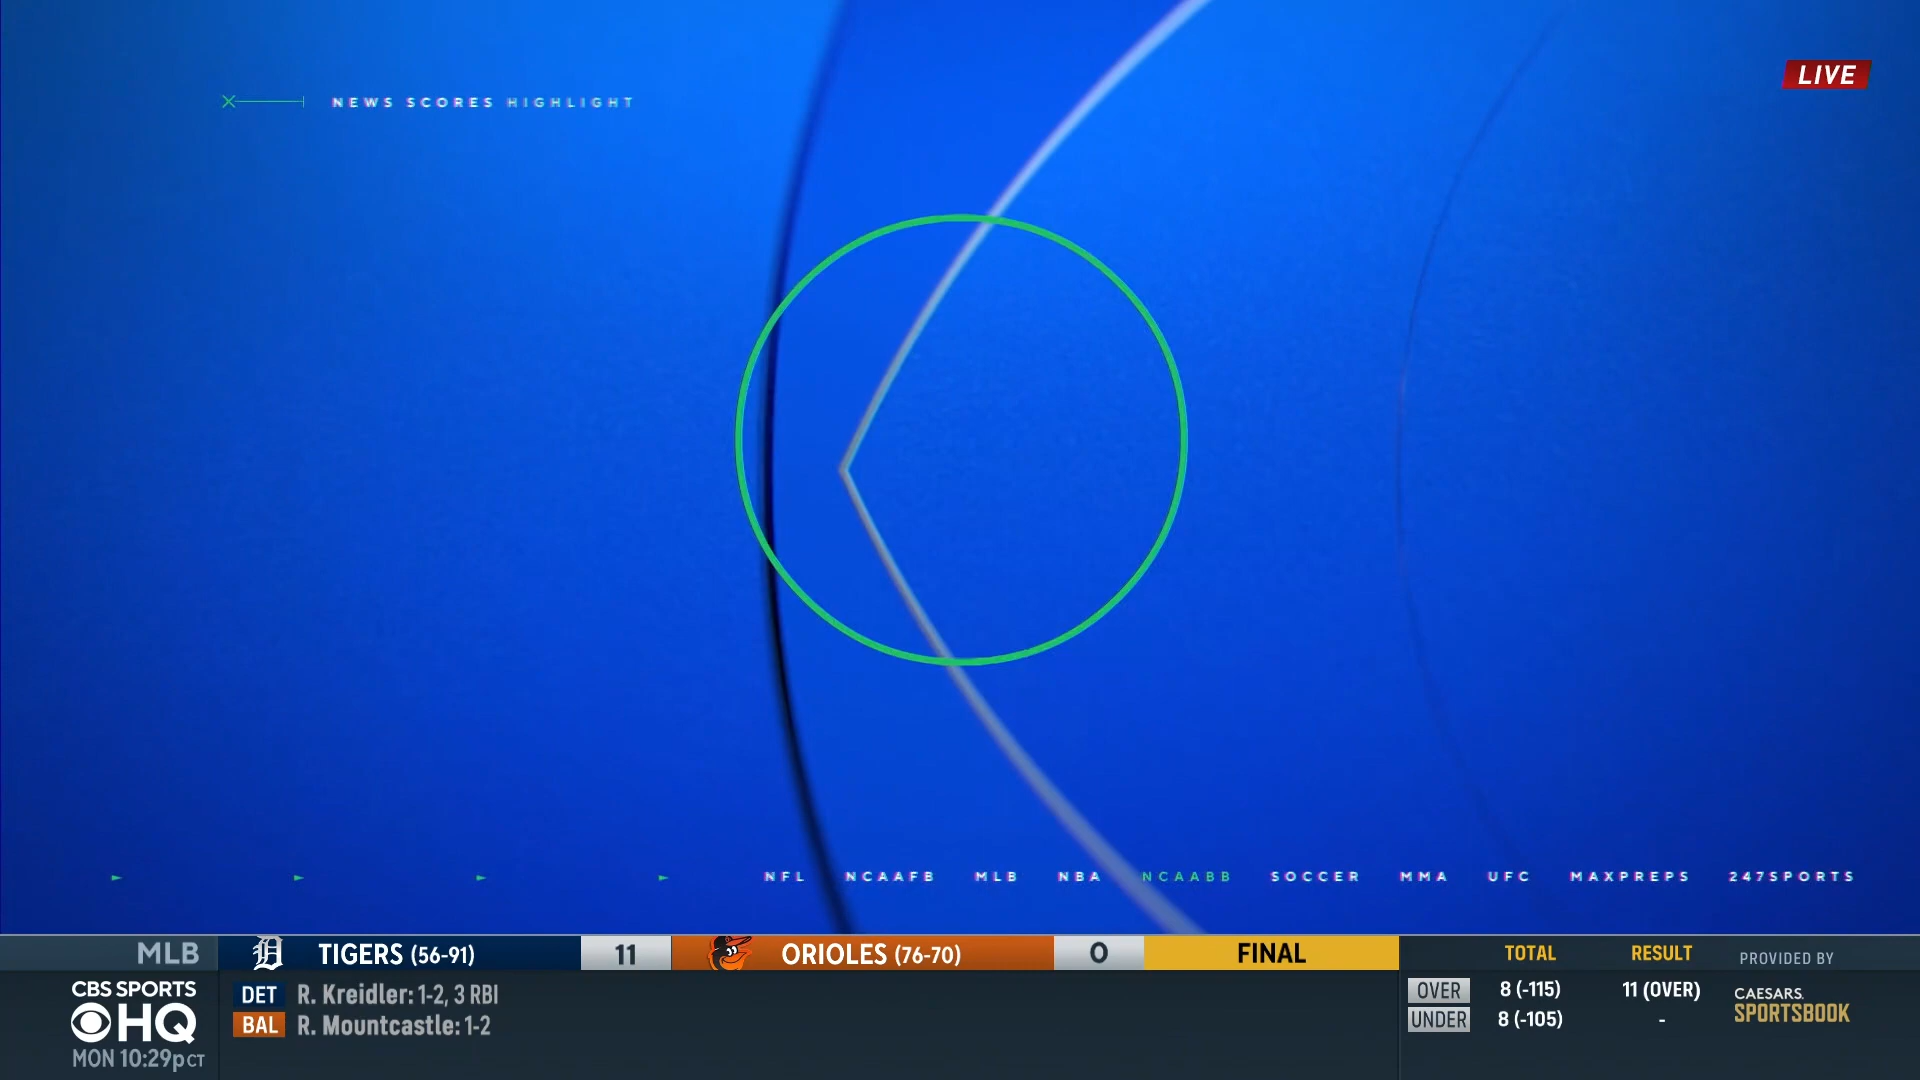 LIVE
NEWS SCORES HIGHLIGHT
NFL NCAAFB MLB NBA NCAABB SOCCER MMA UFC MAXPREPS 247SPORTS
MLB TIGERS (56-91) 11 ORIOLES (76-70) 0 FINAL TOTAL RESULT PROVIDED BY
CBS SPORTS
HQ
MON 10:29p CT
DET R. Kreidler: 1-2, 3 RBI
BAL R. Mountcastle: 1-2
OVER 8 (-115) 11 (OVER)
UNDER 8 (-105) -
CAESARS
SPORTSBOOK